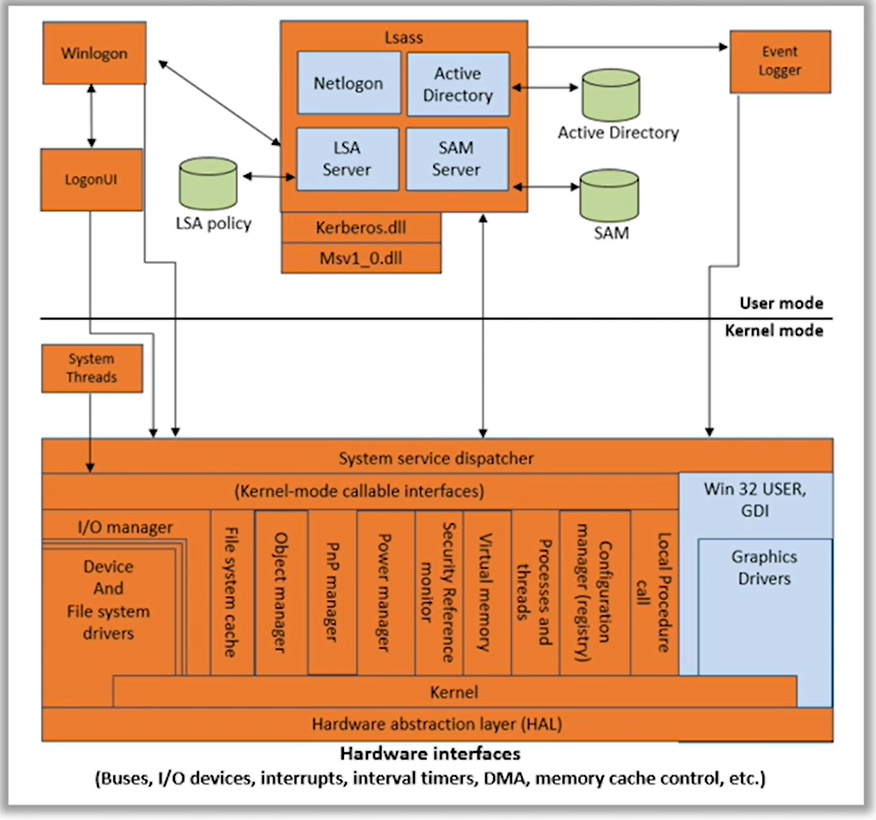 Winlogon
Lsass
Event
Logger
Netlogon
Active
Directory
Active Directory
LogonUI
LSA
Server
SAM
Server
LSA policy
SAM
Kerberos.dll
Msv1_0.dll
User mode
Kernel mode
System
Threads
System service dispatcher
(Kernel-mode callable interfaces)
Win 32 USER,
GDI
I/O manager
Device
And
File system
drivers
File system cache
Object manager
PnP manager
Power manager
Security Reference
monitor
Virtual memory
Processes and
threads
Configuration
manager (registry)
Local Procedure
call
Graphics
Drivers
Kernel
Hardware abstraction layer (HAL)
Hardware interfaces
(Buses, I/O devices, interrupts, interval timers, DMA, memory cache control, etc.)